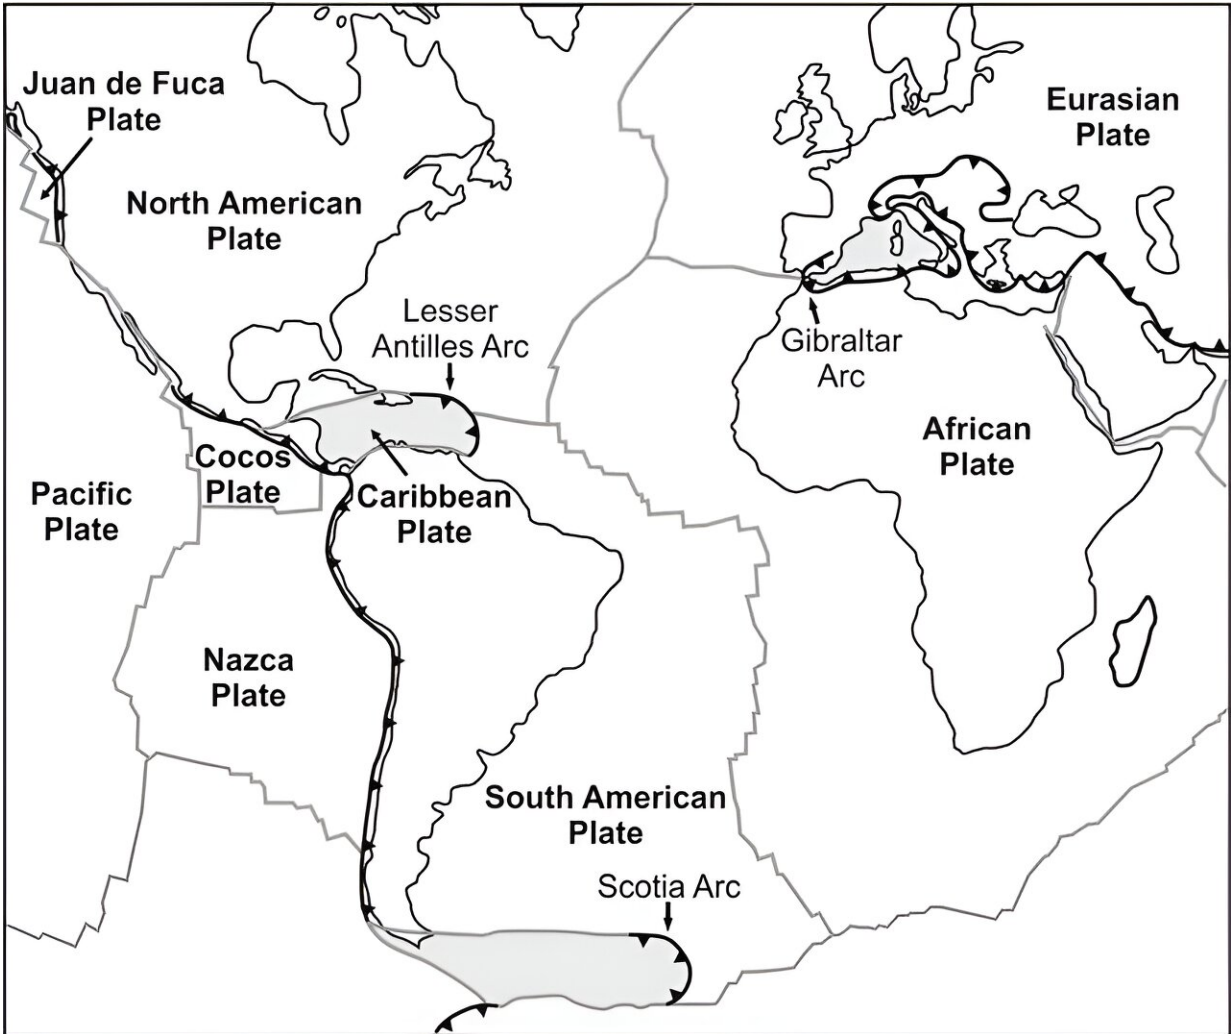 Juan de Fuca
Plate
North American
Plate
Eurasian
Plate
Lesser
Antilles Arc
Gibraltar
Arc
African
Plate
Cocos
Plate
Caribbean
Plate
Pacific
Plate
Nazca
Plate
South American
Plate
Scotia Arc